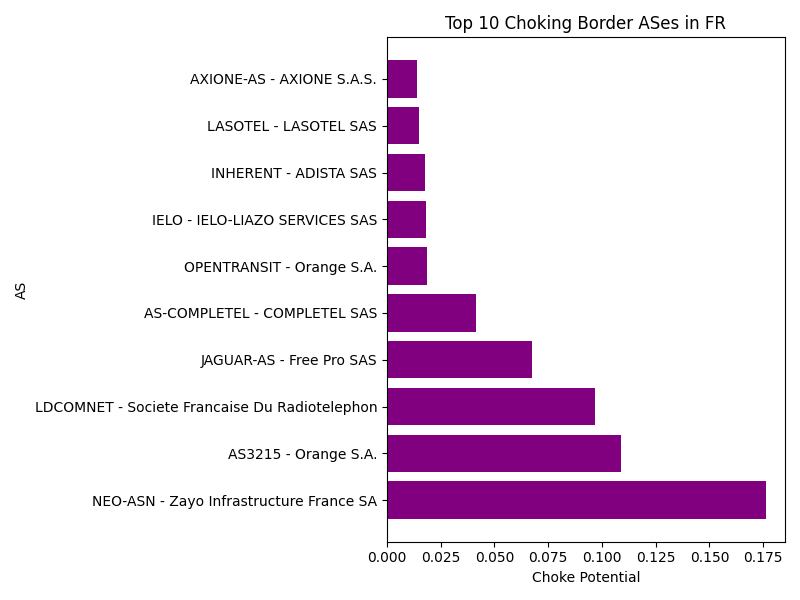 Top 10 Choking Border ASes in FR
AS
AXIONE-AS - AXIONE S.A.S.
LASOTEL - LASOTEL SAS
INHERENT - ADISTA SAS
IELO - IELO-LIAZO SERVICES SAS
OPENTRANSIT - Orange S.A.
AS-COMPLETEL - COMPLETEL SAS
JAGUAR-AS - Free Pro SAS
LDCOMNET - Societe Francaise Du Radiotelephon
AS3215 - Orange S.A.
NEO-ASN - Zayo Infrastructure France SA
0.000 0.025 0.050 0.075 0.100 0.125 0.150 0.175
Choke Potential